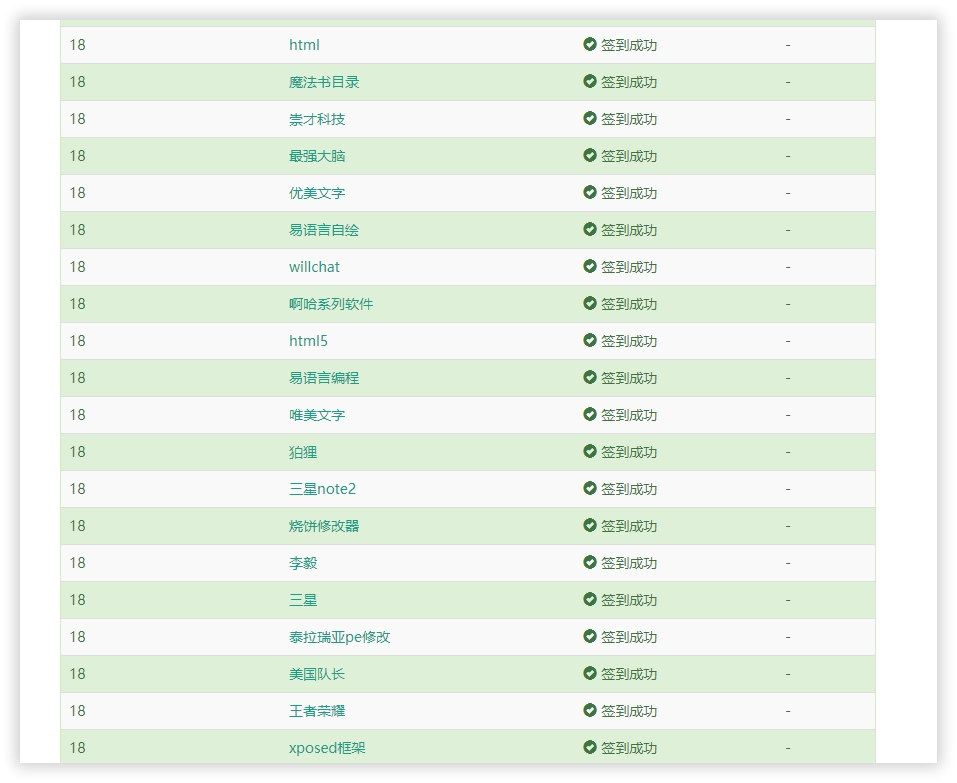 18 html 签到成功 -
18 魔法书目录 签到成功 -
18 崇才科技 签到成功 -
18 最强大脑 签到成功 -
18 优美文字 签到成功 -
18 易语言自绘 签到成功 -
18 willchat 签到成功 -
18 啊哈系列软件 签到成功 -
18 html5 签到成功 -
18 易语言编程 签到成功 -
18 唯美文字 签到成功 -
18 狛狸 签到成功 -
18 三星note2 签到成功 -
18 烧饼修改器 签到成功 -
18 李毅 签到成功 -
18 三星 签到成功 -
18 泰拉瑞亚pe修改 签到成功 -
18 美国队长 签到成功 -
18 王者荣耀 签到成功 -
18 xposed框架 签到成功 -